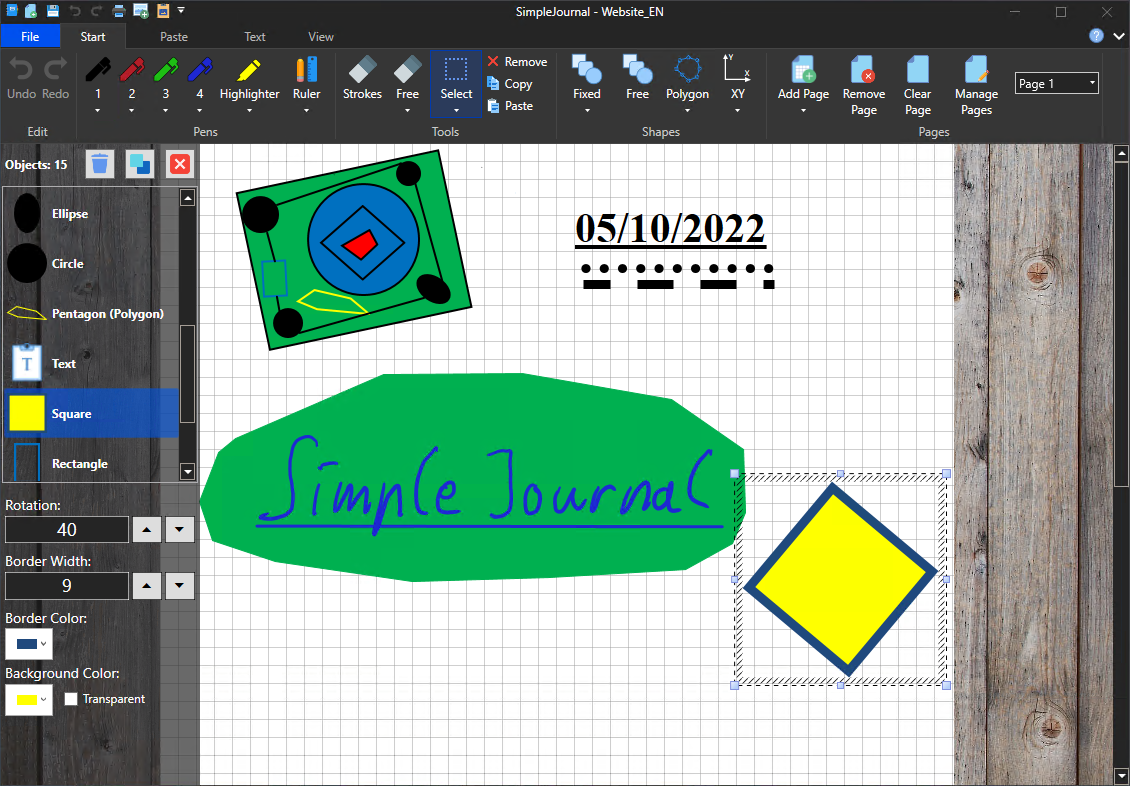 SimpleJournal - Website_EN
File Start Paste Text View
Undo Redo 1 2 3 4 Highlighter Ruler Strokes Free Select Remove Copy Paste Fixed Free Polygon XY Add Page Remove Page Clear Page Manage Pages Page 1
Edit Pens Tools Shapes Pages
Objects: 15
Ellipse
Circle
Pentagon (Polygon)
T Text
Square
Rectangle
Rotation:
40
Border Width:
9
Border Color:
Background Color:
Transparent
05/10/2022
Simple Journal